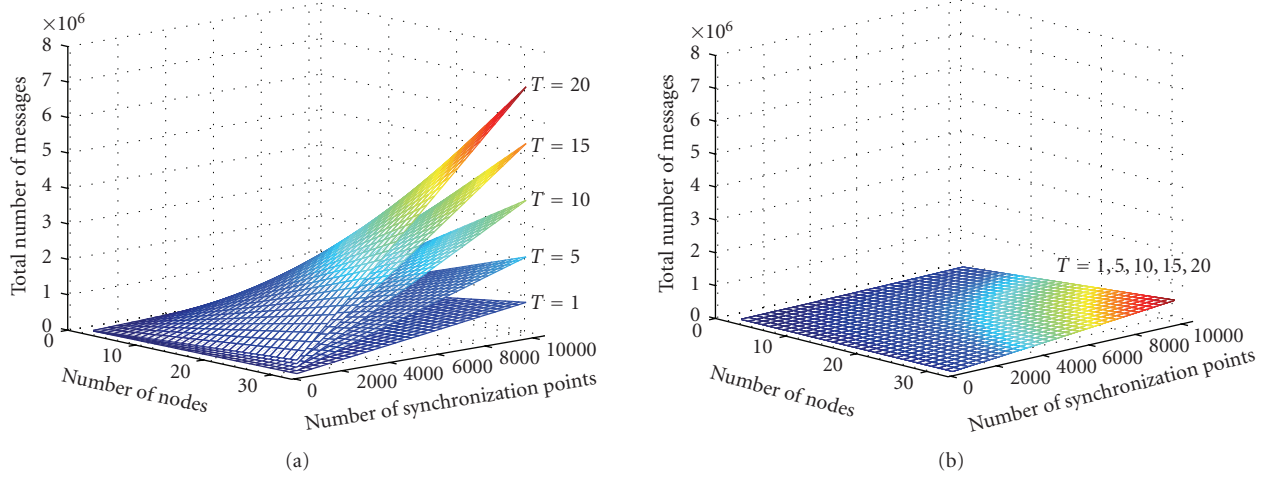 ×10⁶
8
7
6
5
4
3
2
1
0
Total number of messages
0
10
20
30
Number of nodes
0
2000
4000
6000
8000
10000
Number of synchronization points
T = 20
T = 15
T = 10
T = 5
T = 1
(a)
×10⁶
8
7
6
5
4
3
2
1
0
Total number of messages
0
10
20
30
Number of nodes
0
2000
4000
6000
8000
10000
Number of synchronization points
T = 1, 5, 10, 15, 20
(b)